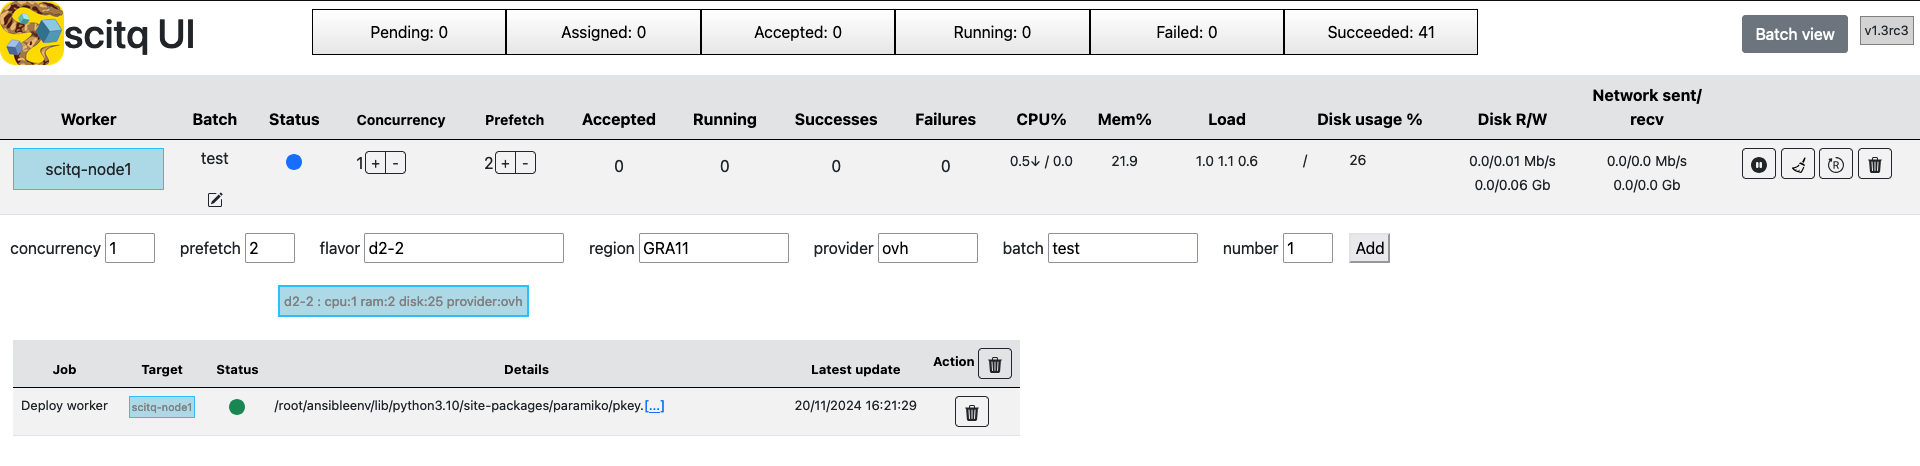 scitq UI
Pending: 0 Assigned: 0 Accepted: 0 Running: 0 Failed: 0 Succeeded: 41
Batch view v1.3rc3
Worker Batch Status Concurrency Prefetch Accepted Running Successes Failures CPU% Mem% Load Disk usage % Disk R/W Network sent/
recv
scitq-node1 test 1 + - 2 + - 0 0 0 0 0.5↓ / 0.0 21.9 1.0 1.1 0.6 / 26 0.0/0.01 Mb/s 0.0/0.0 Mb/s R
0.0/0.06 Gb 0.0/0.0 Gb
concurrency 1 prefetch 2 flavor d2-2 region GRA11 provider ovh batch test number 1 Add
d2-2 : cpu:1 ram:2 disk:25 provider:ovh
Job Target Status Details Latest update Action
Deploy worker scitq-node1 /root/ansibleenv/lib/python3.10/site-packages/paramiko/pkey.[...] 20/11/2024 16:21:29